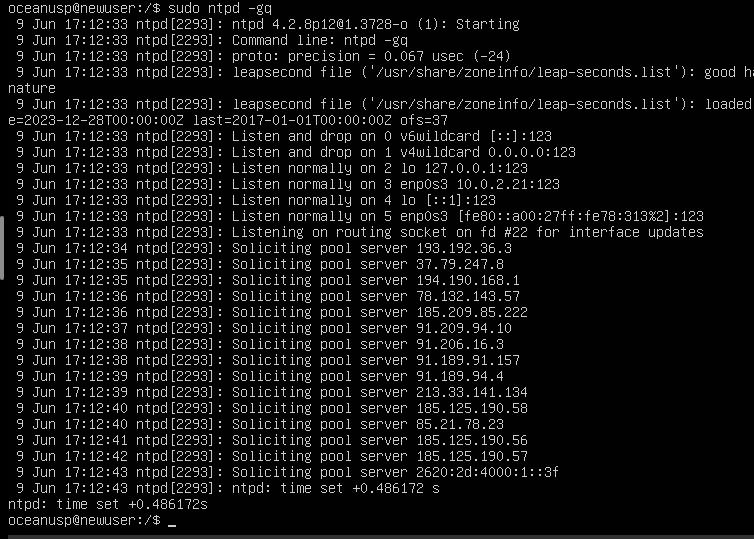 oceanusp@newuser:/$ sudo ntpd -gq
 9 Jun 17:12:33 ntpd[2293]: ntpd 4.2.8p12@1.3728-o (1): Starting
 9 Jun 17:12:33 ntpd[2293]: Command line: ntpd -gq
 9 Jun 17:12:33 ntpd[2293]: proto: precision = 0.067 usec (-24)
 9 Jun 17:12:33 ntpd[2293]: leapsecond file ('/usr/share/zoneinfo/leap-seconds.list'): good ha
nature
 9 Jun 17:12:33 ntpd[2293]: leapsecond file ('/usr/share/zoneinfo/leap-seconds.list'): loaded
e=2023-12-28T00:00:00Z last=2017-01-01T00:00:00Z ofs=37
 9 Jun 17:12:33 ntpd[2293]: Listen and drop on 0 v6wildcard [::]:123
 9 Jun 17:12:33 ntpd[2293]: Listen and drop on 1 v4wildcard 0.0.0.0:123
 9 Jun 17:12:33 ntpd[2293]: Listen normally on 2 lo 127.0.0.1:123
 9 Jun 17:12:33 ntpd[2293]: Listen normally on 3 enp0s3 10.0.2.21:123
 9 Jun 17:12:33 ntpd[2293]: Listen normally on 4 lo [::1]:123
 9 Jun 17:12:33 ntpd[2293]: Listen normally on 5 enp0s3 [fe80::a00:27ff:fe78:313%2]:123
 9 Jun 17:12:33 ntpd[2293]: Listening on routing socket on fd #22 for interface updates
 9 Jun 17:12:34 ntpd[2293]: Soliciting pool server 193.192.36.3
 9 Jun 17:12:35 ntpd[2293]: Soliciting pool server 37.79.247.8
 9 Jun 17:12:35 ntpd[2293]: Soliciting pool server 194.190.168.1
 9 Jun 17:12:36 ntpd[2293]: Soliciting pool server 78.132.143.57
 9 Jun 17:12:36 ntpd[2293]: Soliciting pool server 185.209.85.222
 9 Jun 17:12:37 ntpd[2293]: Soliciting pool server 91.209.94.10
 9 Jun 17:12:38 ntpd[2293]: Soliciting pool server 91.206.16.3
 9 Jun 17:12:38 ntpd[2293]: Soliciting pool server 91.189.91.157
 9 Jun 17:12:39 ntpd[2293]: Soliciting pool server 91.189.94.4
 9 Jun 17:12:39 ntpd[2293]: Soliciting pool server 213.33.141.134
 9 Jun 17:12:40 ntpd[2293]: Soliciting pool server 185.125.190.58
 9 Jun 17:12:40 ntpd[2293]: Soliciting pool server 85.21.78.23
 9 Jun 17:12:41 ntpd[2293]: Soliciting pool server 185.125.190.56
 9 Jun 17:12:42 ntpd[2293]: Soliciting pool server 185.125.190.57
 9 Jun 17:12:43 ntpd[2293]: Soliciting pool server 2620:2d:4000:1::3f
 9 Jun 17:12:43 ntpd[2293]: ntpd: time set +0.486172 s
ntpd: time set +0.486172s
oceanusp@newuser:/$ _